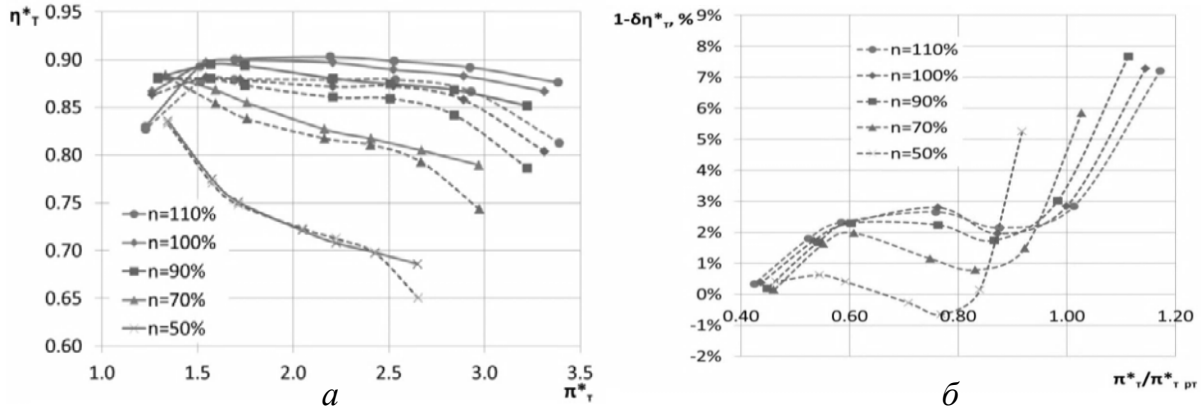 η*т
0.95
0.90
0.85
0.80
0.75
0.70
0.65
0.60
n=110%
n=100%
n=90%
n=70%
n=50%
1.0
1.5
2.0
2.5
3.0
3.5
π*т
а
1-δη*т, %
9%
8%
7%
6%
5%
4%
3%
2%
1%
0%
-1%
-2%
n=110%
n=100%
n=90%
n=70%
n=50%
0.40
0.60
0.80
1.00
1.20
π*т/π*т рт
б